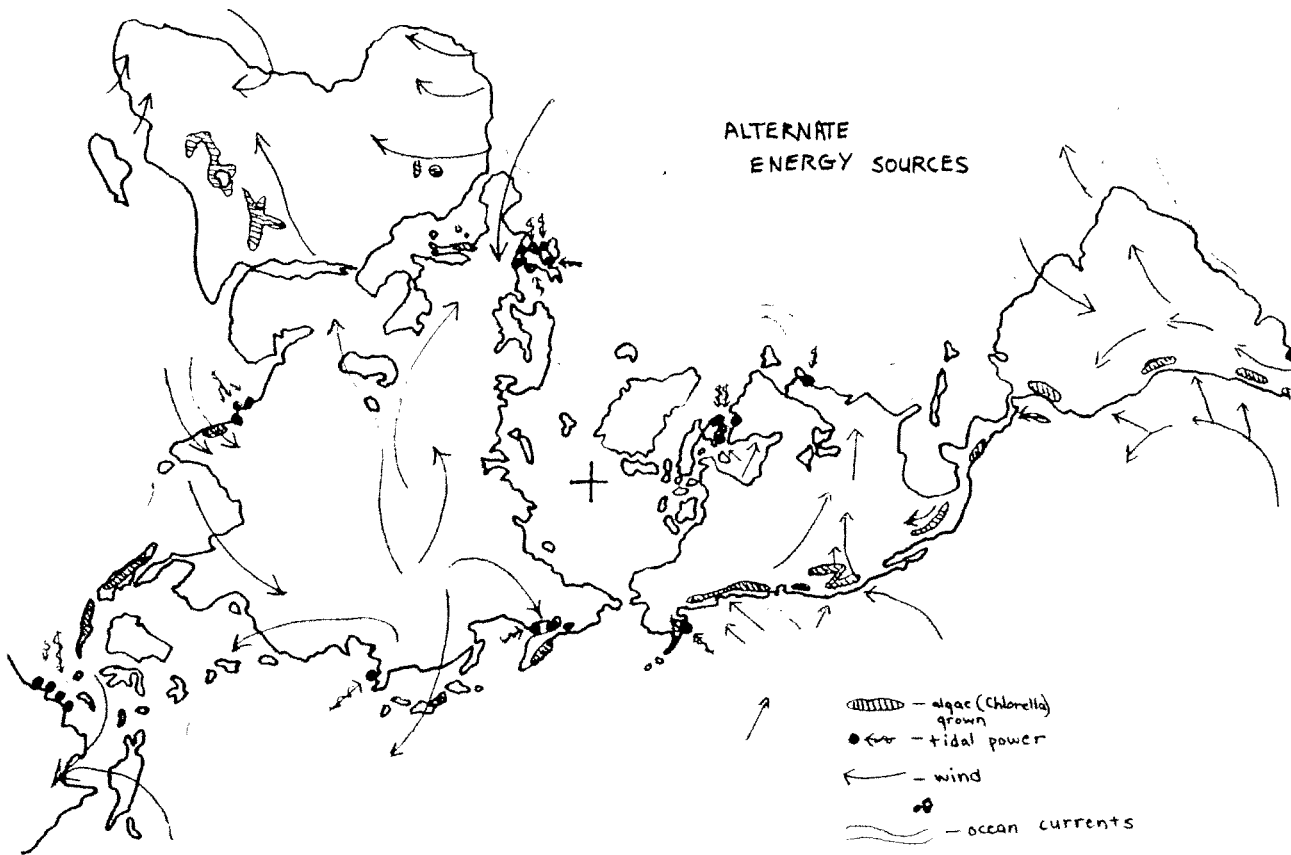 ALTERNATE
ENERGY SOURCES
- algae (Chlorella)
grown
- tidal power
- wind
- ocean currents